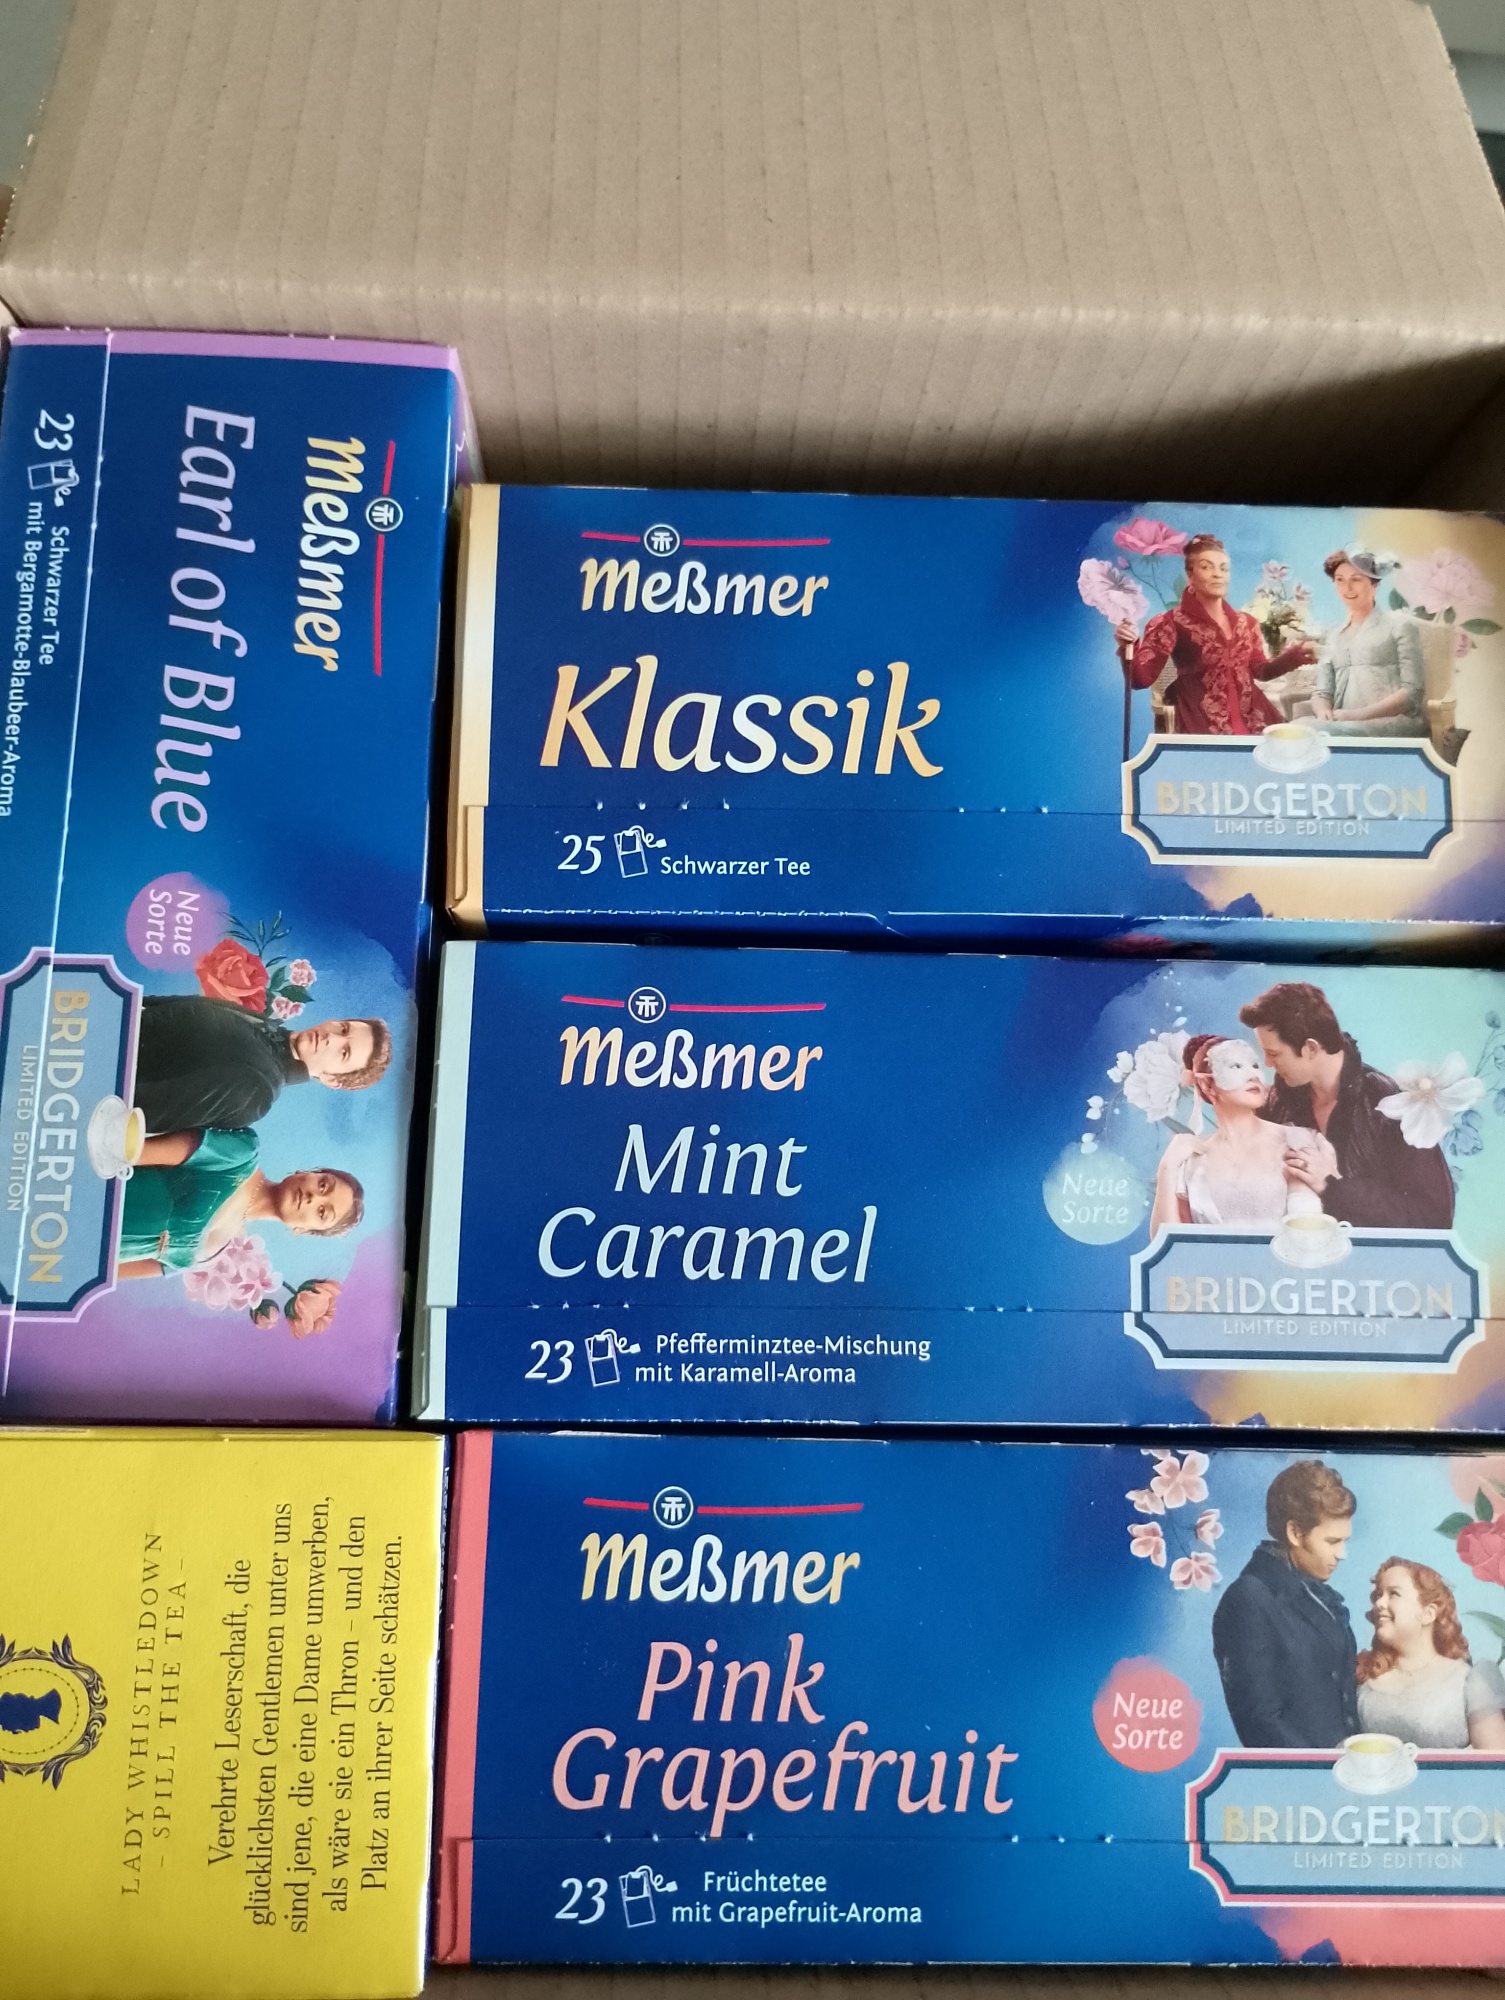 Meßmer
Earl of Blue
23
Schwarzer Tee
mit Bergamotte-Blaubeer-Aroma
Neue
Sorte
BRIDGERTON
LIMITED EDITION
Meßmer
Klassik
25
Schwarzer Tee
BRIDGERTON
LIMITED EDITION
Meßmer
Mint
Caramel
Neue
Sorte
23
Pfefferminztee-Mischung
mit Karamell-Aroma
BRIDGERTON
LIMITED EDITION
LADY WHISTLEDOWN
– SPILL THE TEA –
Verehrte Leserschaft, die
glücklichsten Gentlemen unter uns
sind jene, die eine Dame umwerben,
als wäre sie ein Thron – und den
Platz an ihrer Seite schätzen.
Meßmer
Pink
Grapefruit
Neue
Sorte
23
Früchtetee
mit Grapefruit-Aroma
BRIDGERTON
LIMITED EDITION